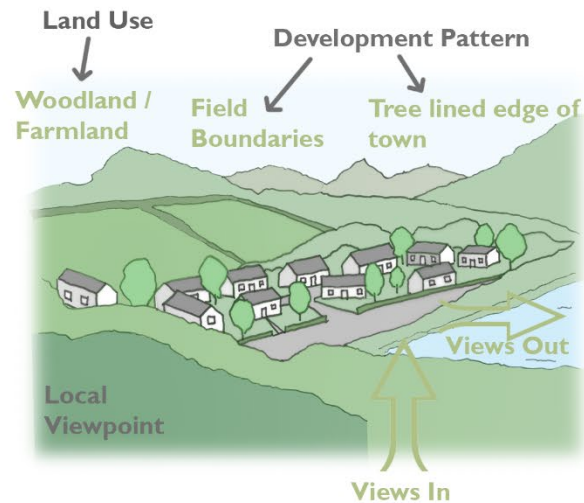 Land Use
Development Pattern
Woodland /
Farmland
Field
Boundaries
Tree lined edge of
town
Views Out
Local
Viewpoint
Views In